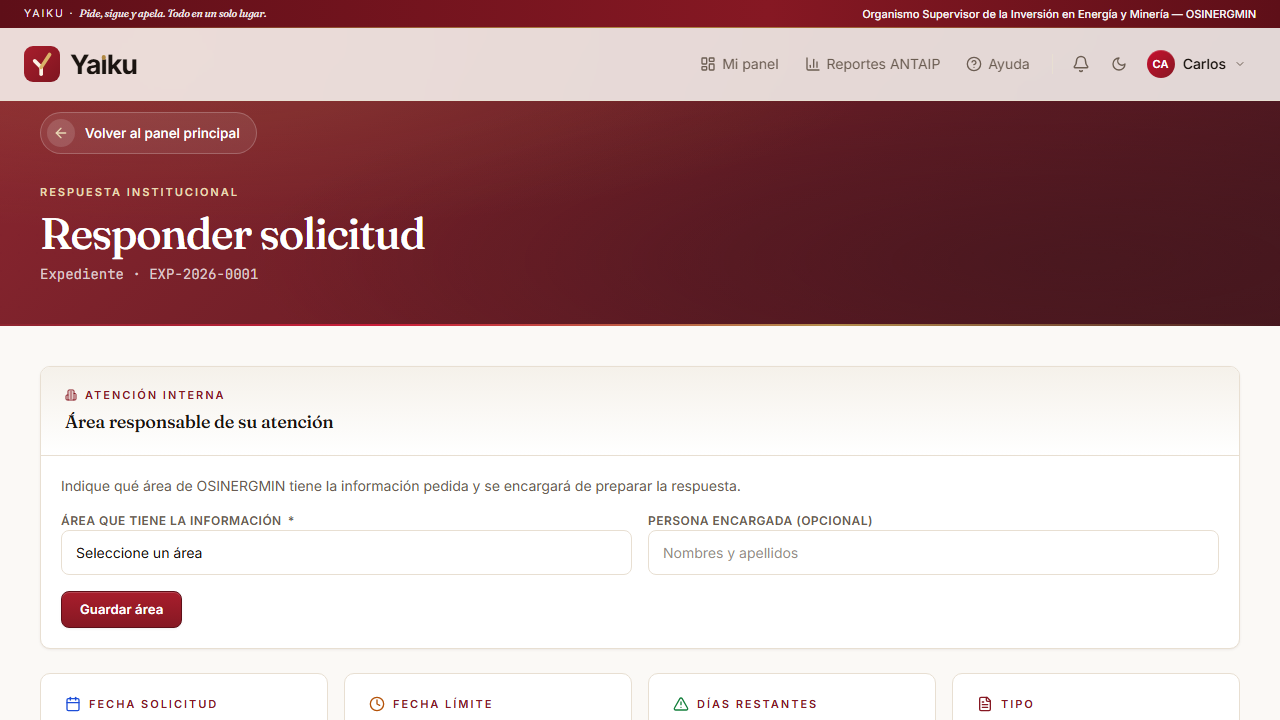 YAIKU · Pide, sigue y apela. Todo en un solo lugar.
Organismo Supervisor de la Inversión en Energía y Minería — OSINERGMIN
Yaiku
Mi panel
Reportes ANTAIP
Ayuda
CA
Carlos
Volver al panel principal
RESPUESTA INSTITUCIONAL
Responder solicitud
Expediente · EXP-2026-0001
ATENCIÓN INTERNA
Área responsable de su atención
Indique qué área de OSINERGMIN tiene la información pedida y se encargará de preparar la respuesta.
ÁREA QUE TIENE LA INFORMACIÓN *
PERSONA ENCARGADA (OPCIONAL)
Seleccione un área
Nombres y apellidos
Guardar área
FECHA SOLICITUD
FECHA LÍMITE
DÍAS RESTANTES
TIPO